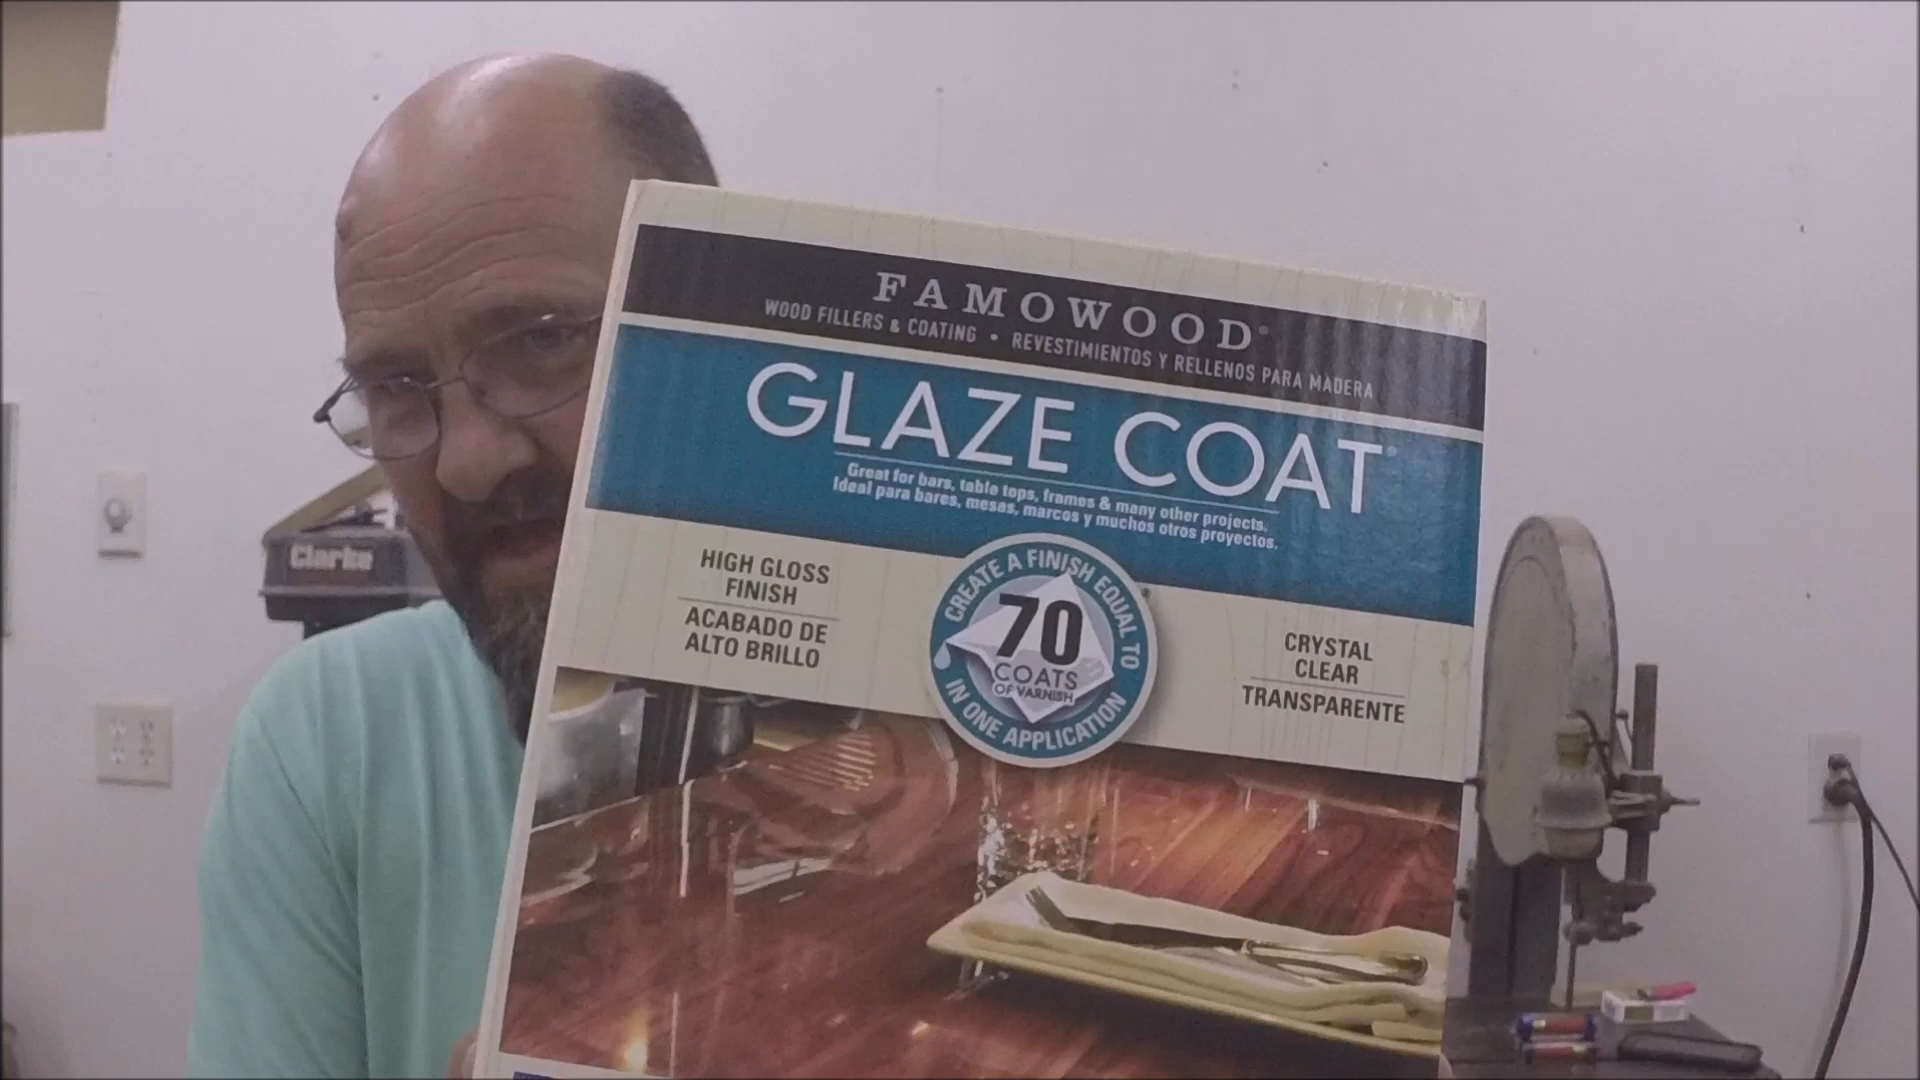 FAMOWOOD®
WOOD FILLERS & COATING • REVESTIMIENTOS Y RELLENOS PARA MADERA
GLAZE COAT®
Great for bars, table tops, frames & many other projects.
Ideal para bares, mesas, marcos y muchos otros proyectos.
HIGH GLOSS
FINISH
ACABADO DE
ALTO BRILLO
CREATE A FINISH EQUAL TO
70
COATS
OF VARNISH
IN ONE APPLICATION
CRYSTAL
CLEAR
TRANSPARENTE
Clarke